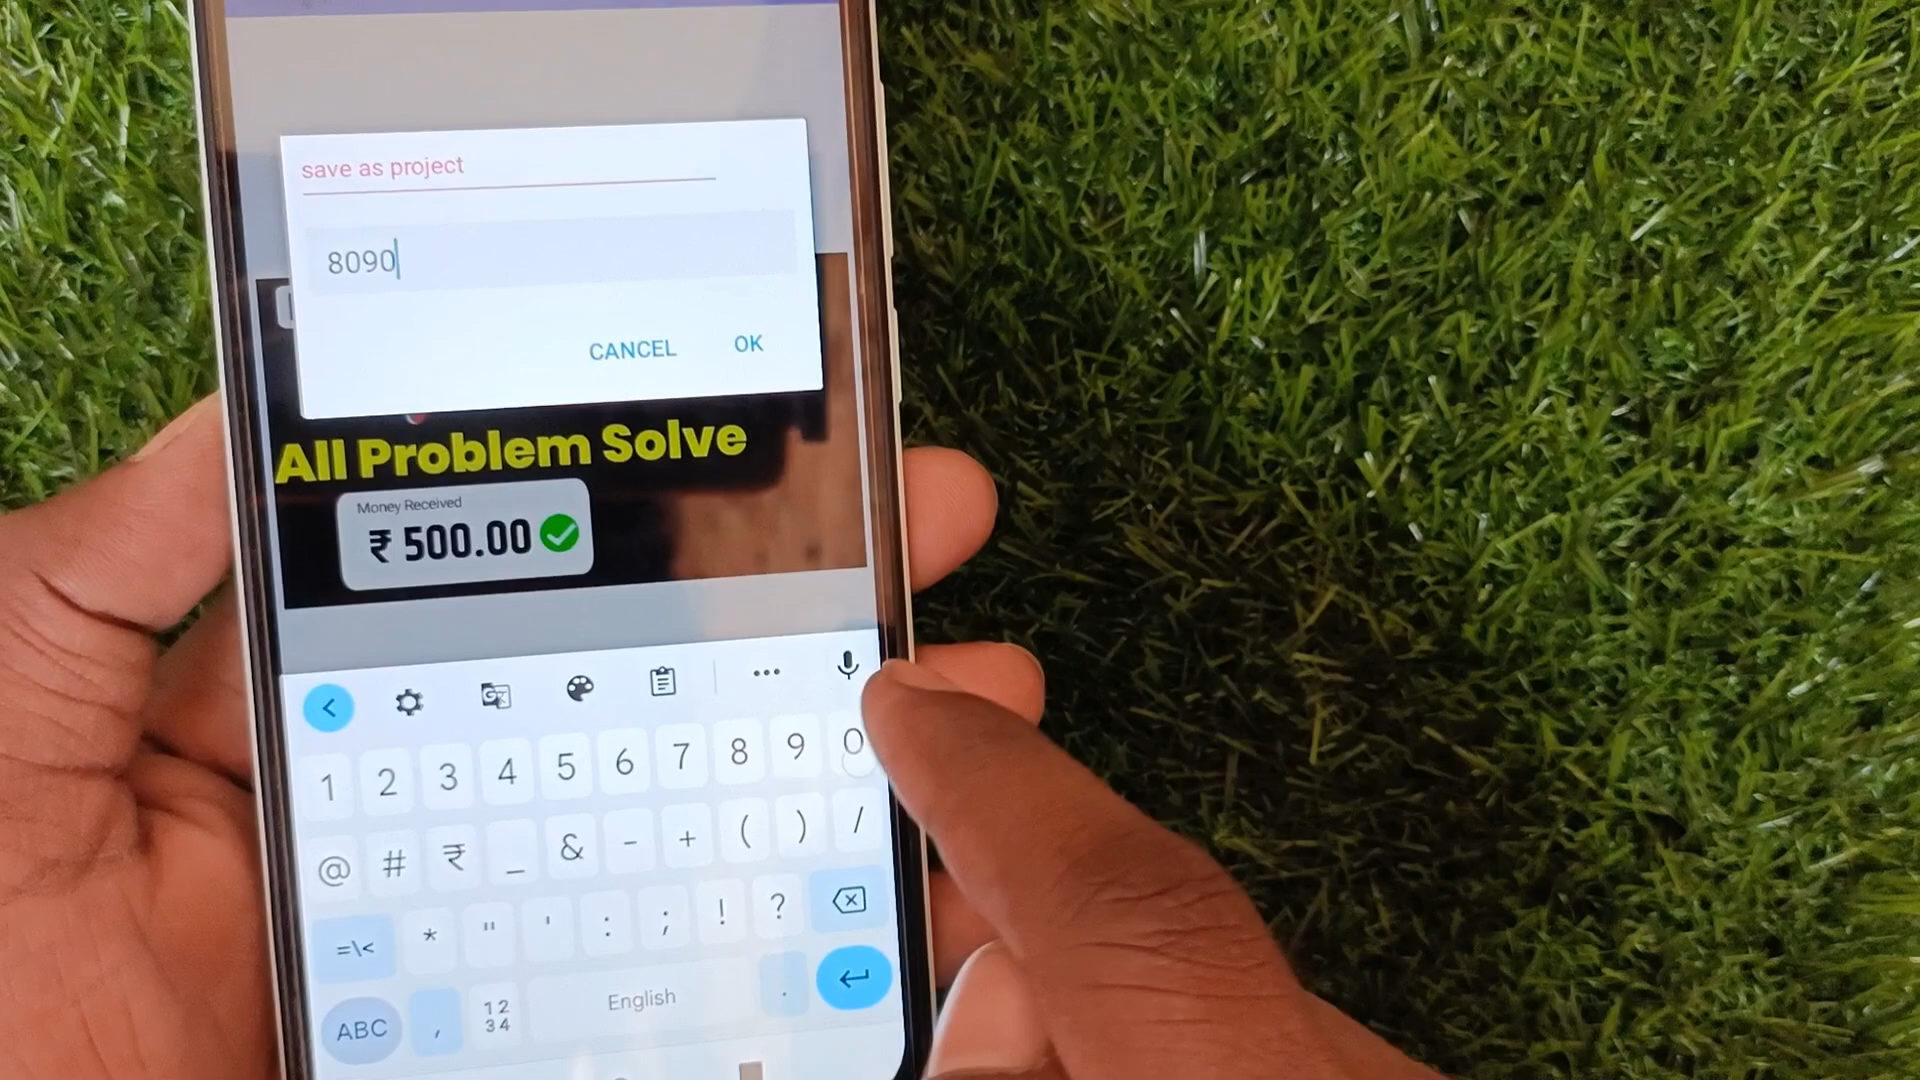 save as project
8090
CANCEL OK
All Problem Solve
Money Received
₹ 500.00
1 2 3 4 5 6 7 8 9 0
@ # ₹ _ & - + ( ) /
=\< * " ' : ; ! ?
ABC , 12 34 English .